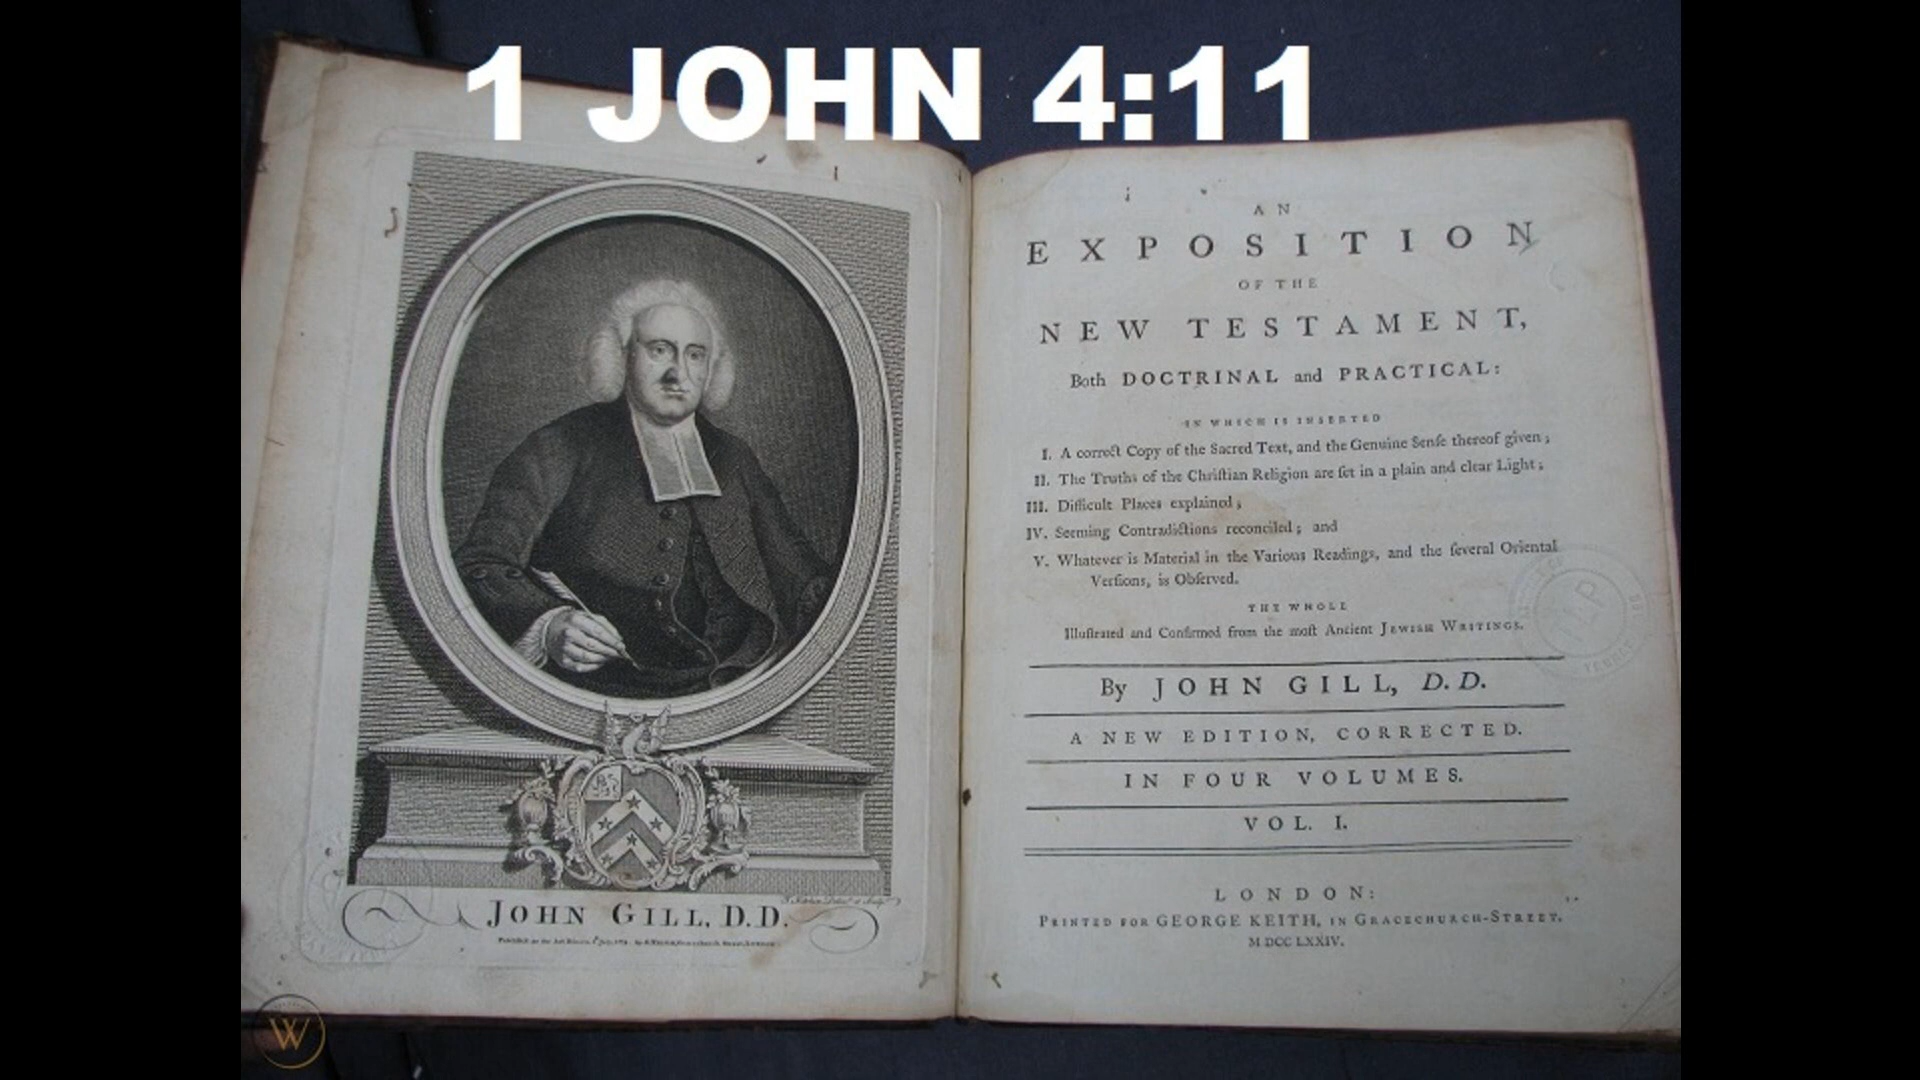 1 JOHN 4:11
JOHN GILL, D.D.
AN
EXPOSITION
OF THE
NEW TESTAMENT,
Both DOCTRINAL and PRACTICAL:
IN WHICH IS INSERTED
I. A correct Copy of the Sacred Text, and the Genuine Senſe thereof given;
II. The Truths of the Chriſtian Religion are ſet in a plain and clear Light;
III. Difficult Places explained;
IV. Seeming Contradictions reconciled; and
V. Whatever is Material in the Various Readings, and the ſeveral Oriental
Verſions, is Obſerved.
THE WHOLE
Illuſtrated and Confirmed from the moſt Ancient JEWISH WRITINGS.
By JOHN GILL, D.D.
A NEW EDITION, CORRECTED.
IN FOUR VOLUMES.
VOL. I.
LONDON:
PRINTED FOR GEORGE KEITH, IN GRACECHURCH-STREET.
M DCC LXXIV.
W